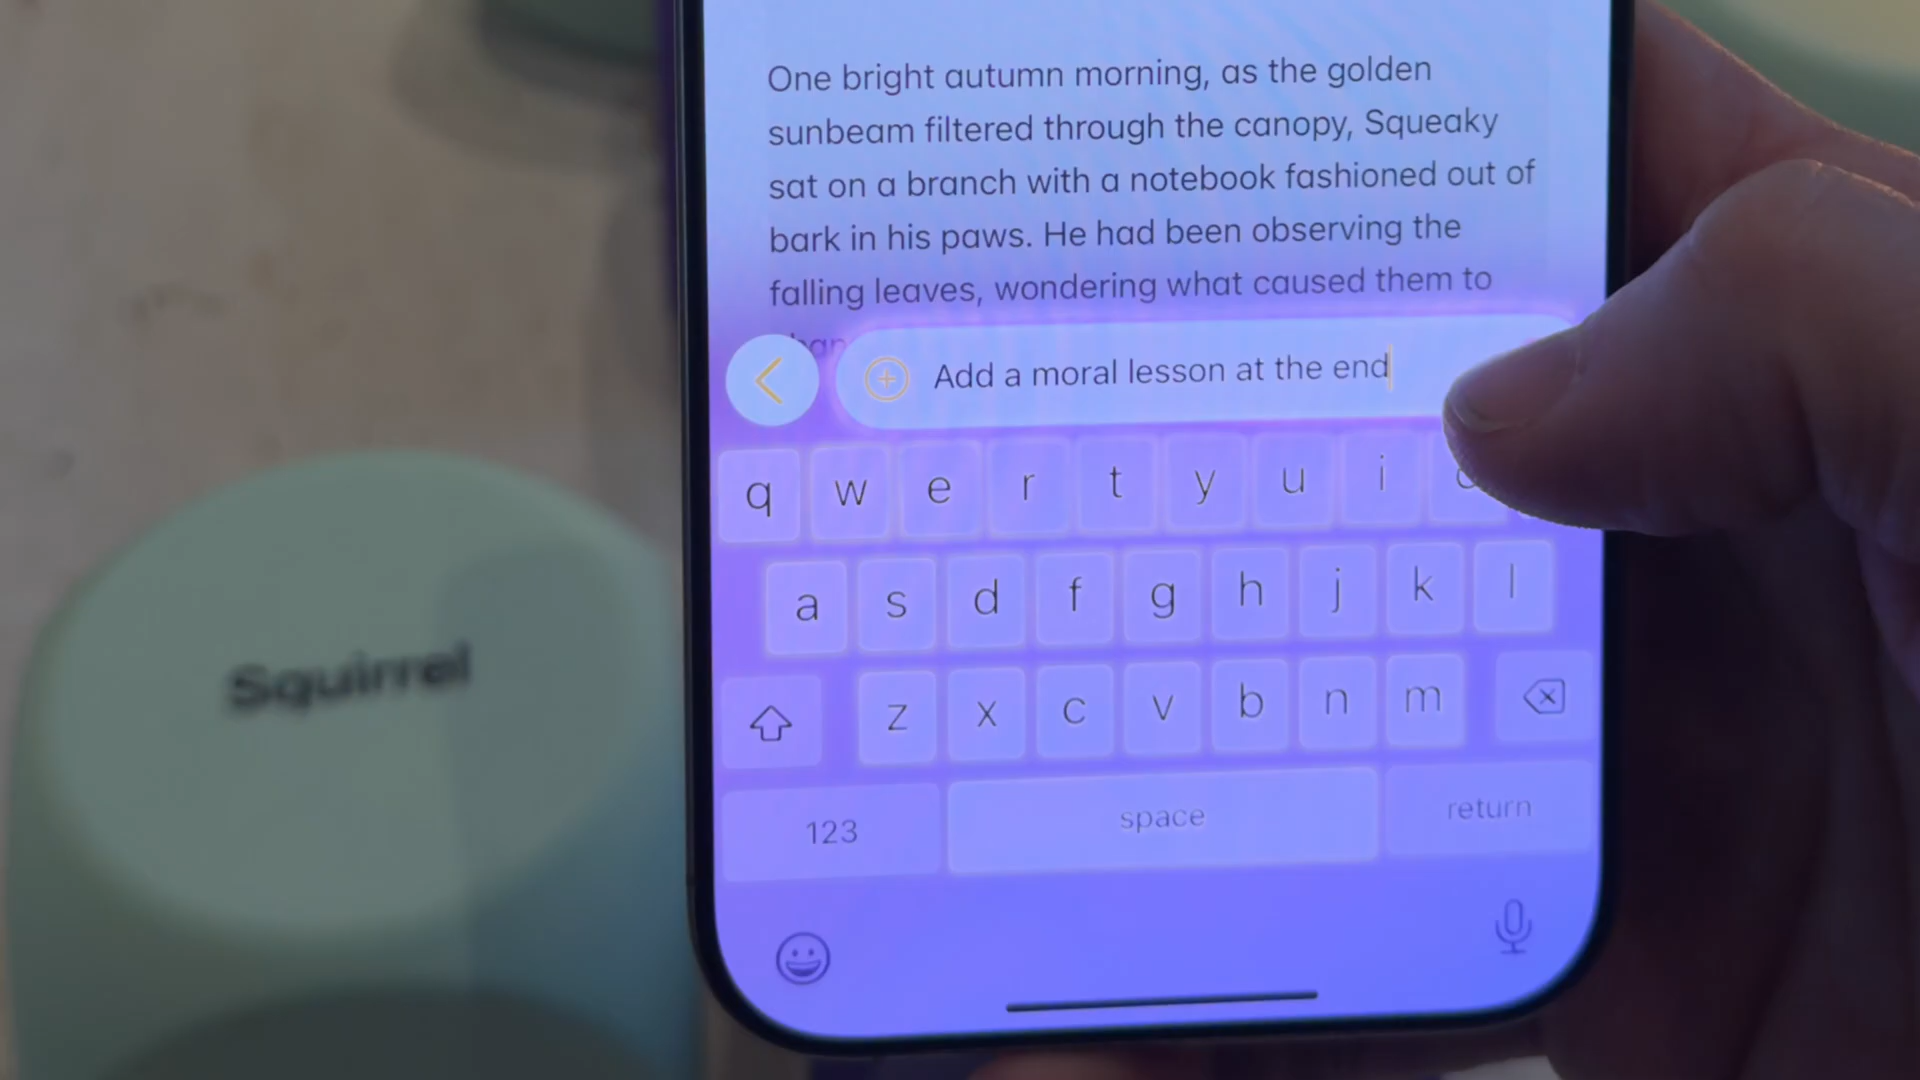 One bright autumn morning, as the golden
sunbeam filtered through the canopy, Squeaky
sat on a branch with a notebook fashioned out of
bark in his paws. He had been observing the
falling leaves, wondering what caused them to
Add a moral lesson at the end
q w e r t y u i
a s d f g h j k l
z x c v b n m
123 space return
Squirrel